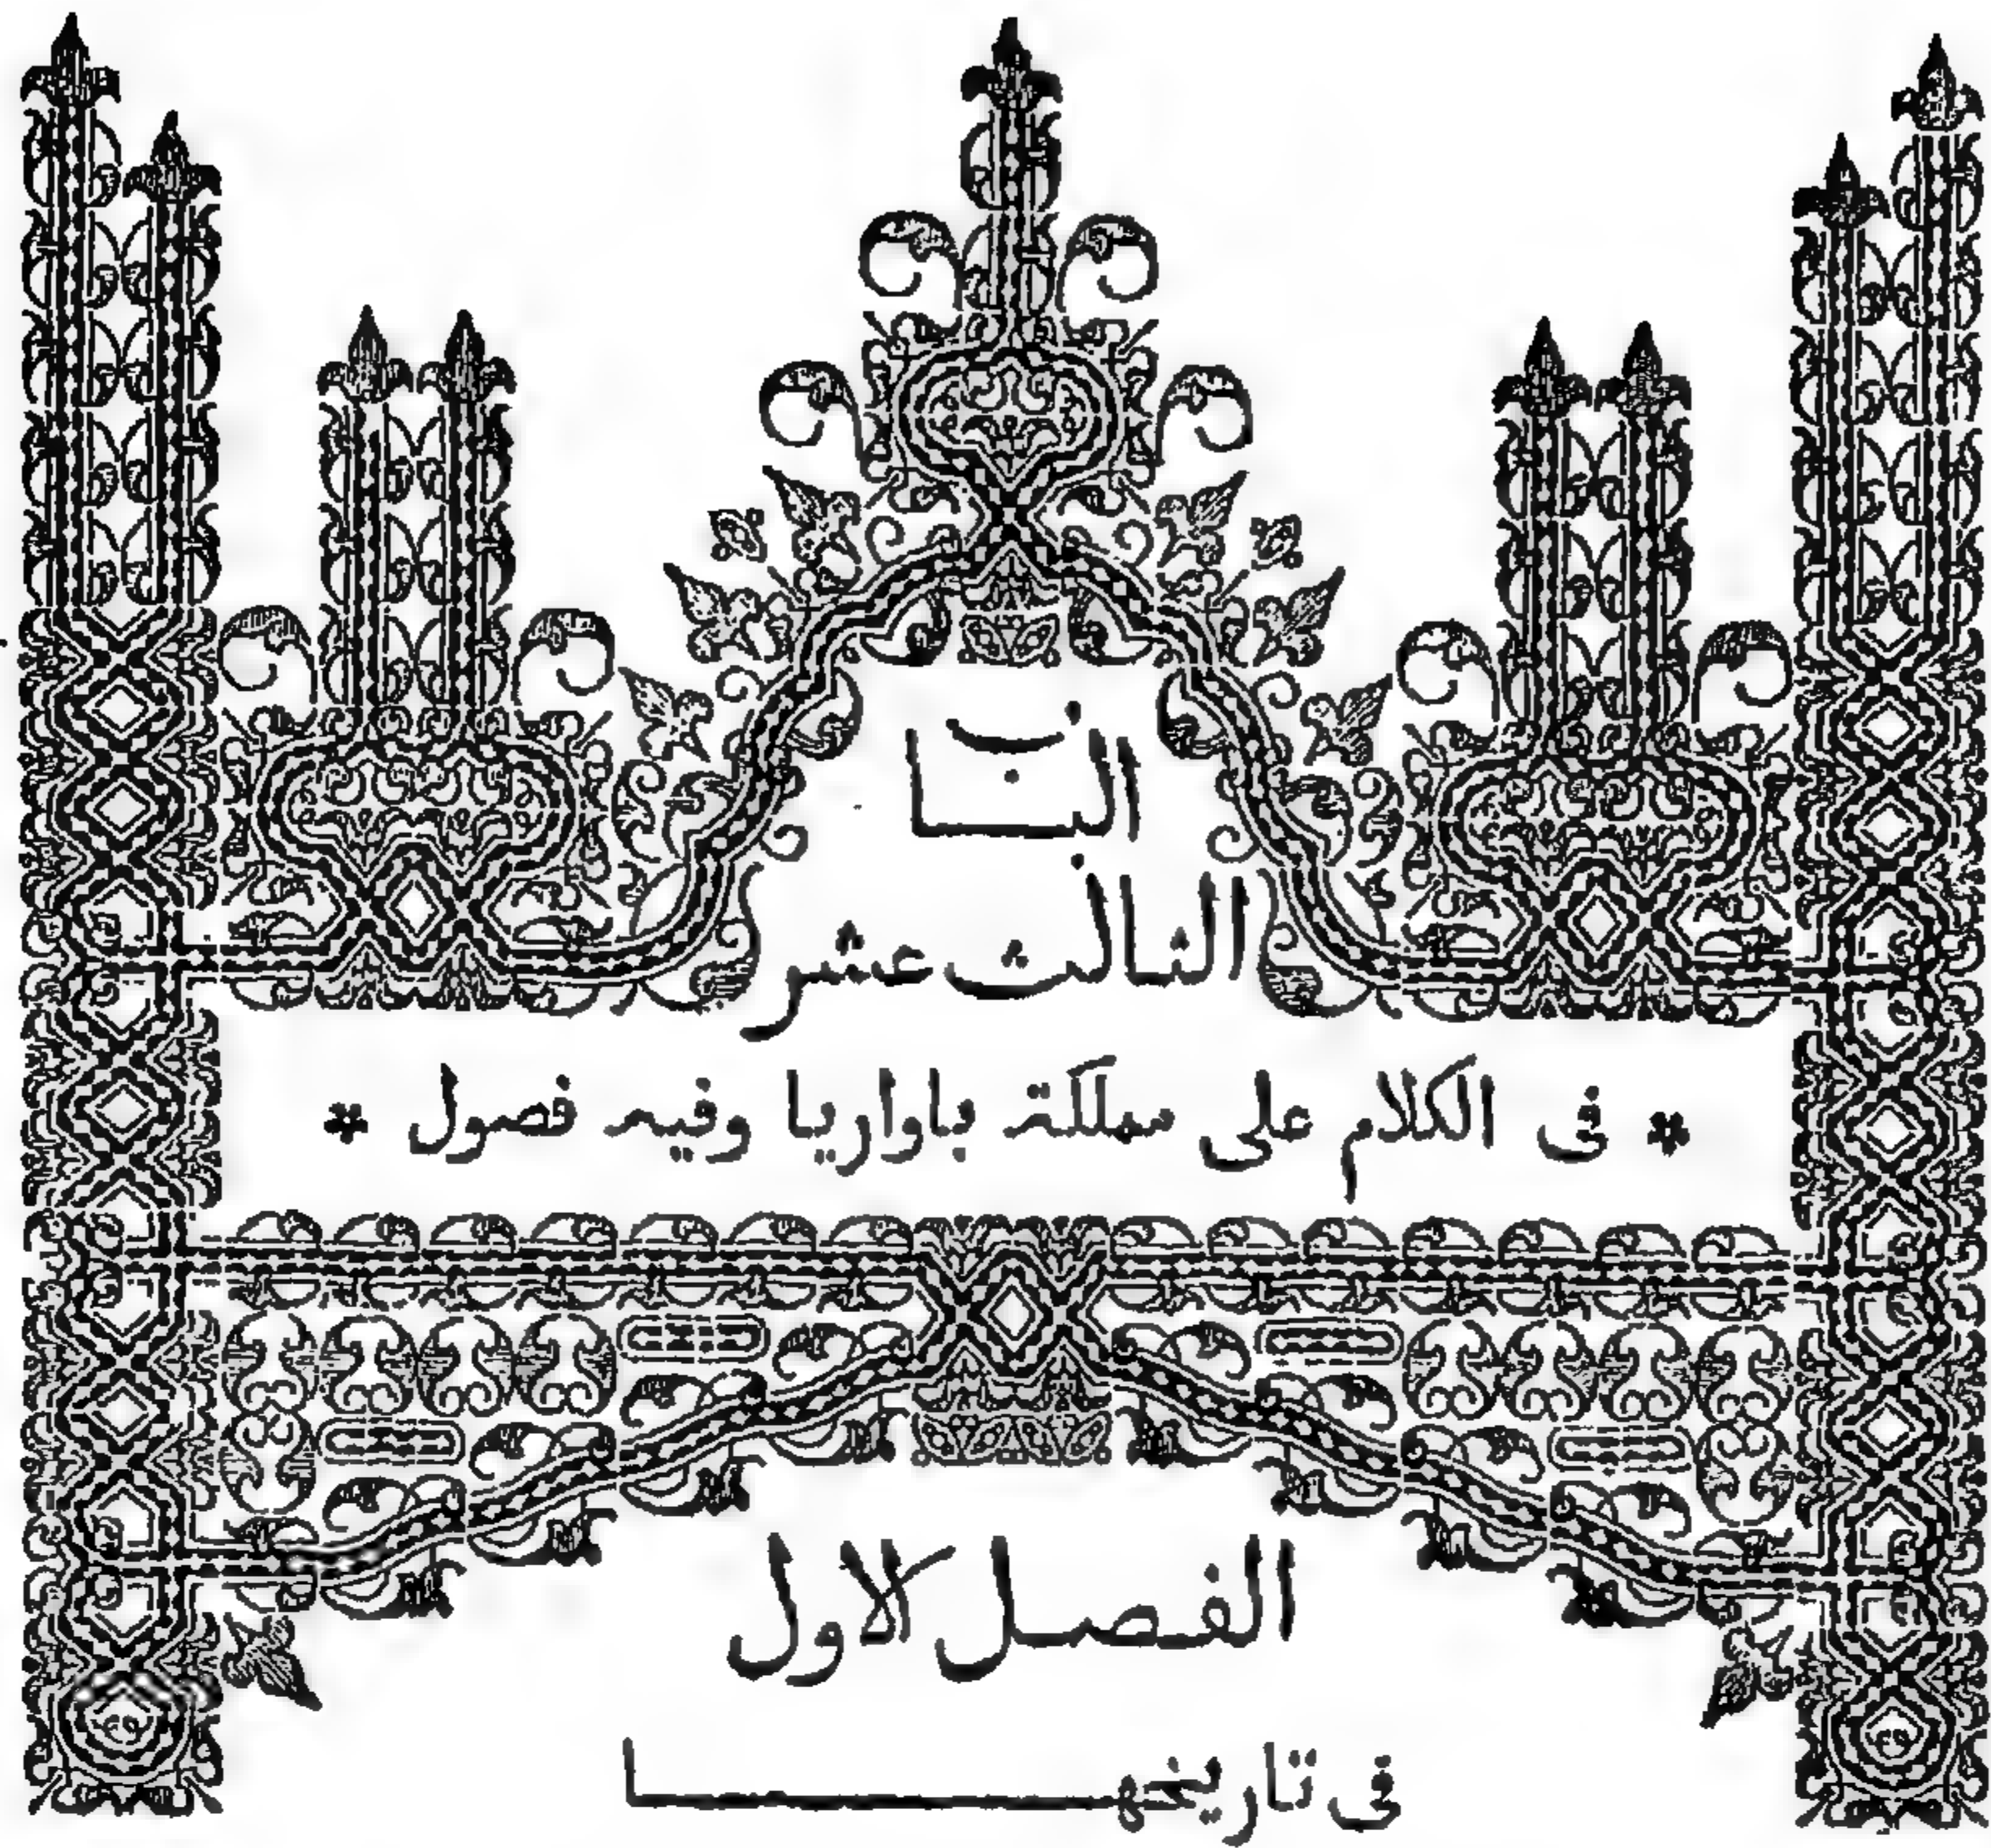 الباب
الثالث عشر
* فى الكلام على مملكة باواريا وفيه فصول *
الفصل الاول
فى تاريخها